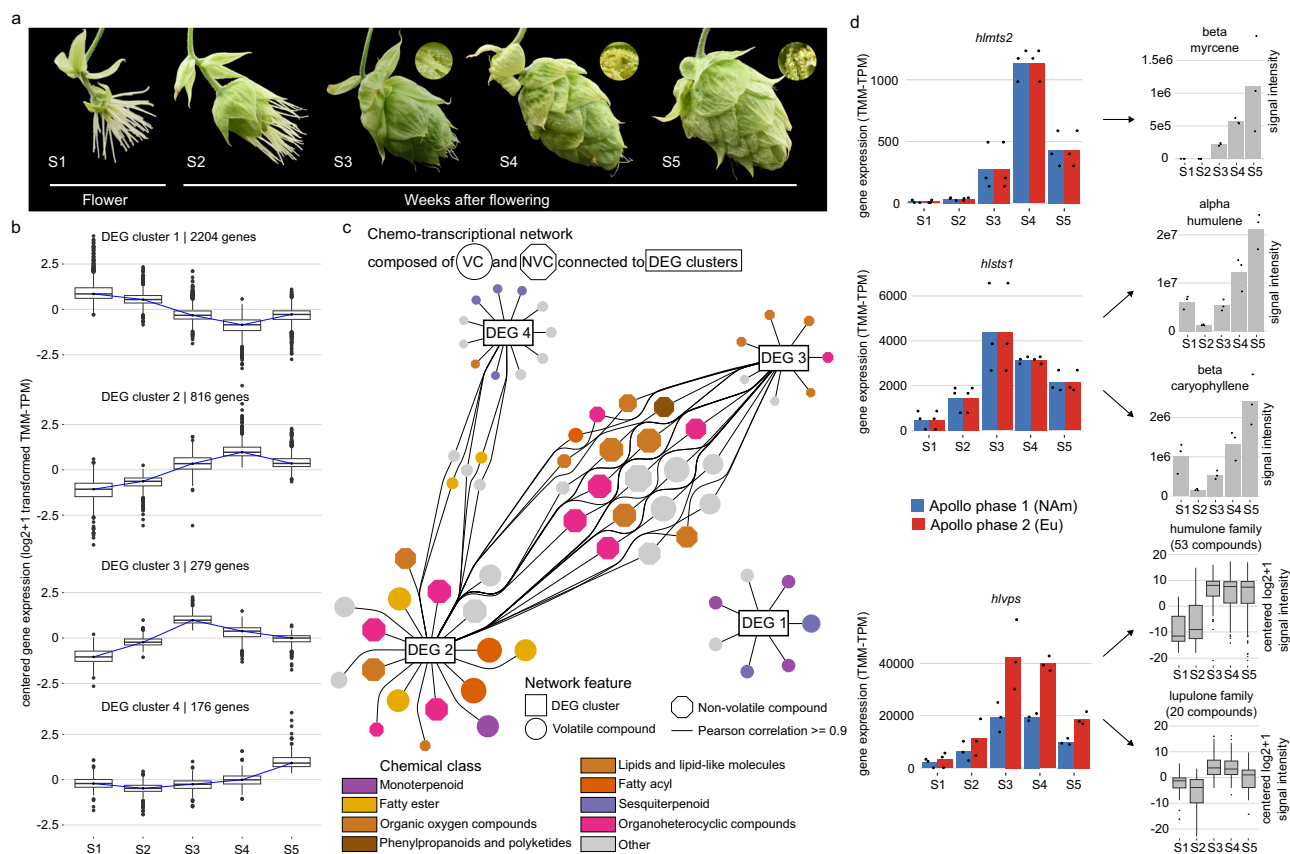 a
S1
S2
S3
S4
S5
Flower
Weeks after flowering
b
centered gene expression (log2+1 transformed TMM-TPM)
DEG cluster 1 | 2204 genes
2.5
0
-2.5
DEG cluster 2 | 816 genes
2.5
0
-2.5
DEG cluster 3 | 279 genes
2.5
0
-2.5
DEG cluster 4 | 176 genes
2.5
0
-2.5
S1 S2 S3 S4 S5
c
Chemo-transcriptional network
composed of VC and NVC connected to DEG clusters
DEG 4
DEG 3
DEG 1
DEG 2
Network feature
DEG cluster
Non-volatile compound
Volatile compound
Pearson correlation >= 0.9
Chemical class
Monoterpenoid
Fatty ester
Organic oxygen compounds
Phenylpropanoids and polyketides
Lipids and lipid-like molecules
Fatty acyl
Sesquiterpenoid
Organoheterocyclic compounds
Other
d
hlmts2
gene expression (TMM-TPM)
1000
500
0
S1 S2 S3 S4 S5
beta
myrcene
1.5e6
1e6
5e5
0
signal intensity
S1 S2 S3 S4 S5
hlsts1
gene expression (TMM-TPM)
6000
4000
2000
0
S1 S2 S3 S4 S5
alpha
humulene
2e7
1e7
0
signal intensity
S1 S2 S3 S4 S5
beta
caryophyllene
2e6
1e6
0
signal intensity
S1 S2 S3 S4 S5
Apollo phase 1 (NAm)
Apollo phase 2 (Eu)
hlvps
gene expression (TMM-TPM)
40000
20000
0
S1 S2 S3 S4 S5
humulone family
(53 compounds)
20
10
0
-10
-20
centered log2+1
signal intensity
S1 S2 S3 S4 S5
lupulone family
(20 compounds)
20
10
0
-10
-20
centered log2+1
signal intensity
S1 S2 S3 S4 S5